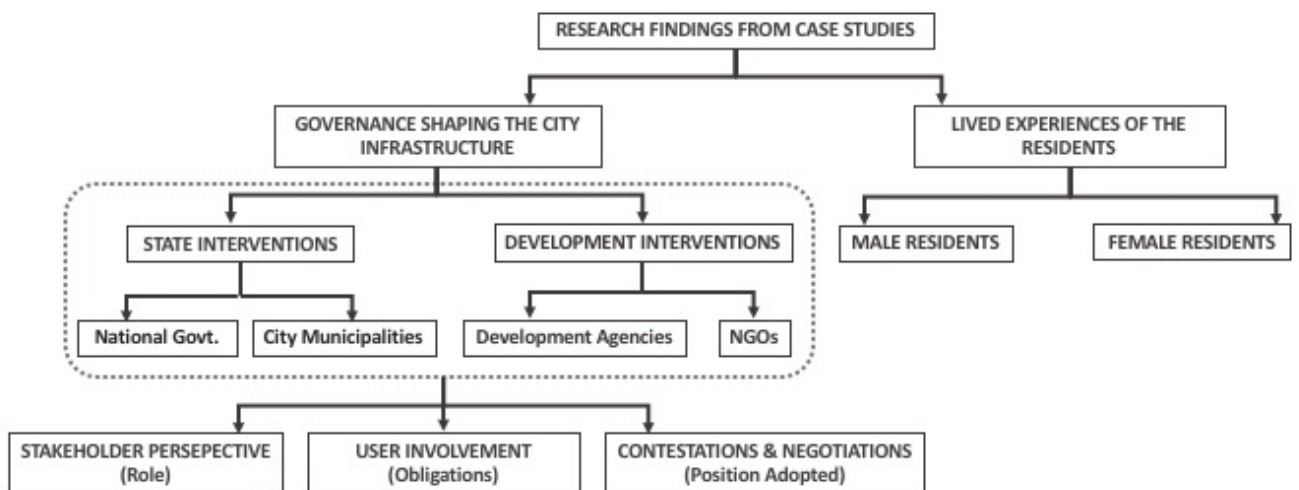 RESEARCH FINDINGS FROM CASE STUDIES
GOVERNANCE SHAPING THE CITY
INFRASTRUCTURE
LIVED EXPERIENCES OF THE
RESIDENTS
STATE INTERVENTIONS
DEVELOPMENT INTERVENTIONS
MALE RESIDENTS
FEMALE RESIDENTS
National Govt.
City Municipalities
Development Agencies
NGOs
STAKEHOLDER PERSEPECTIVE
(Role)
USER INVOLVEMENT
(Obligations)
CONTESTATIONS & NEGOTIATIONS
(Position Adopted)